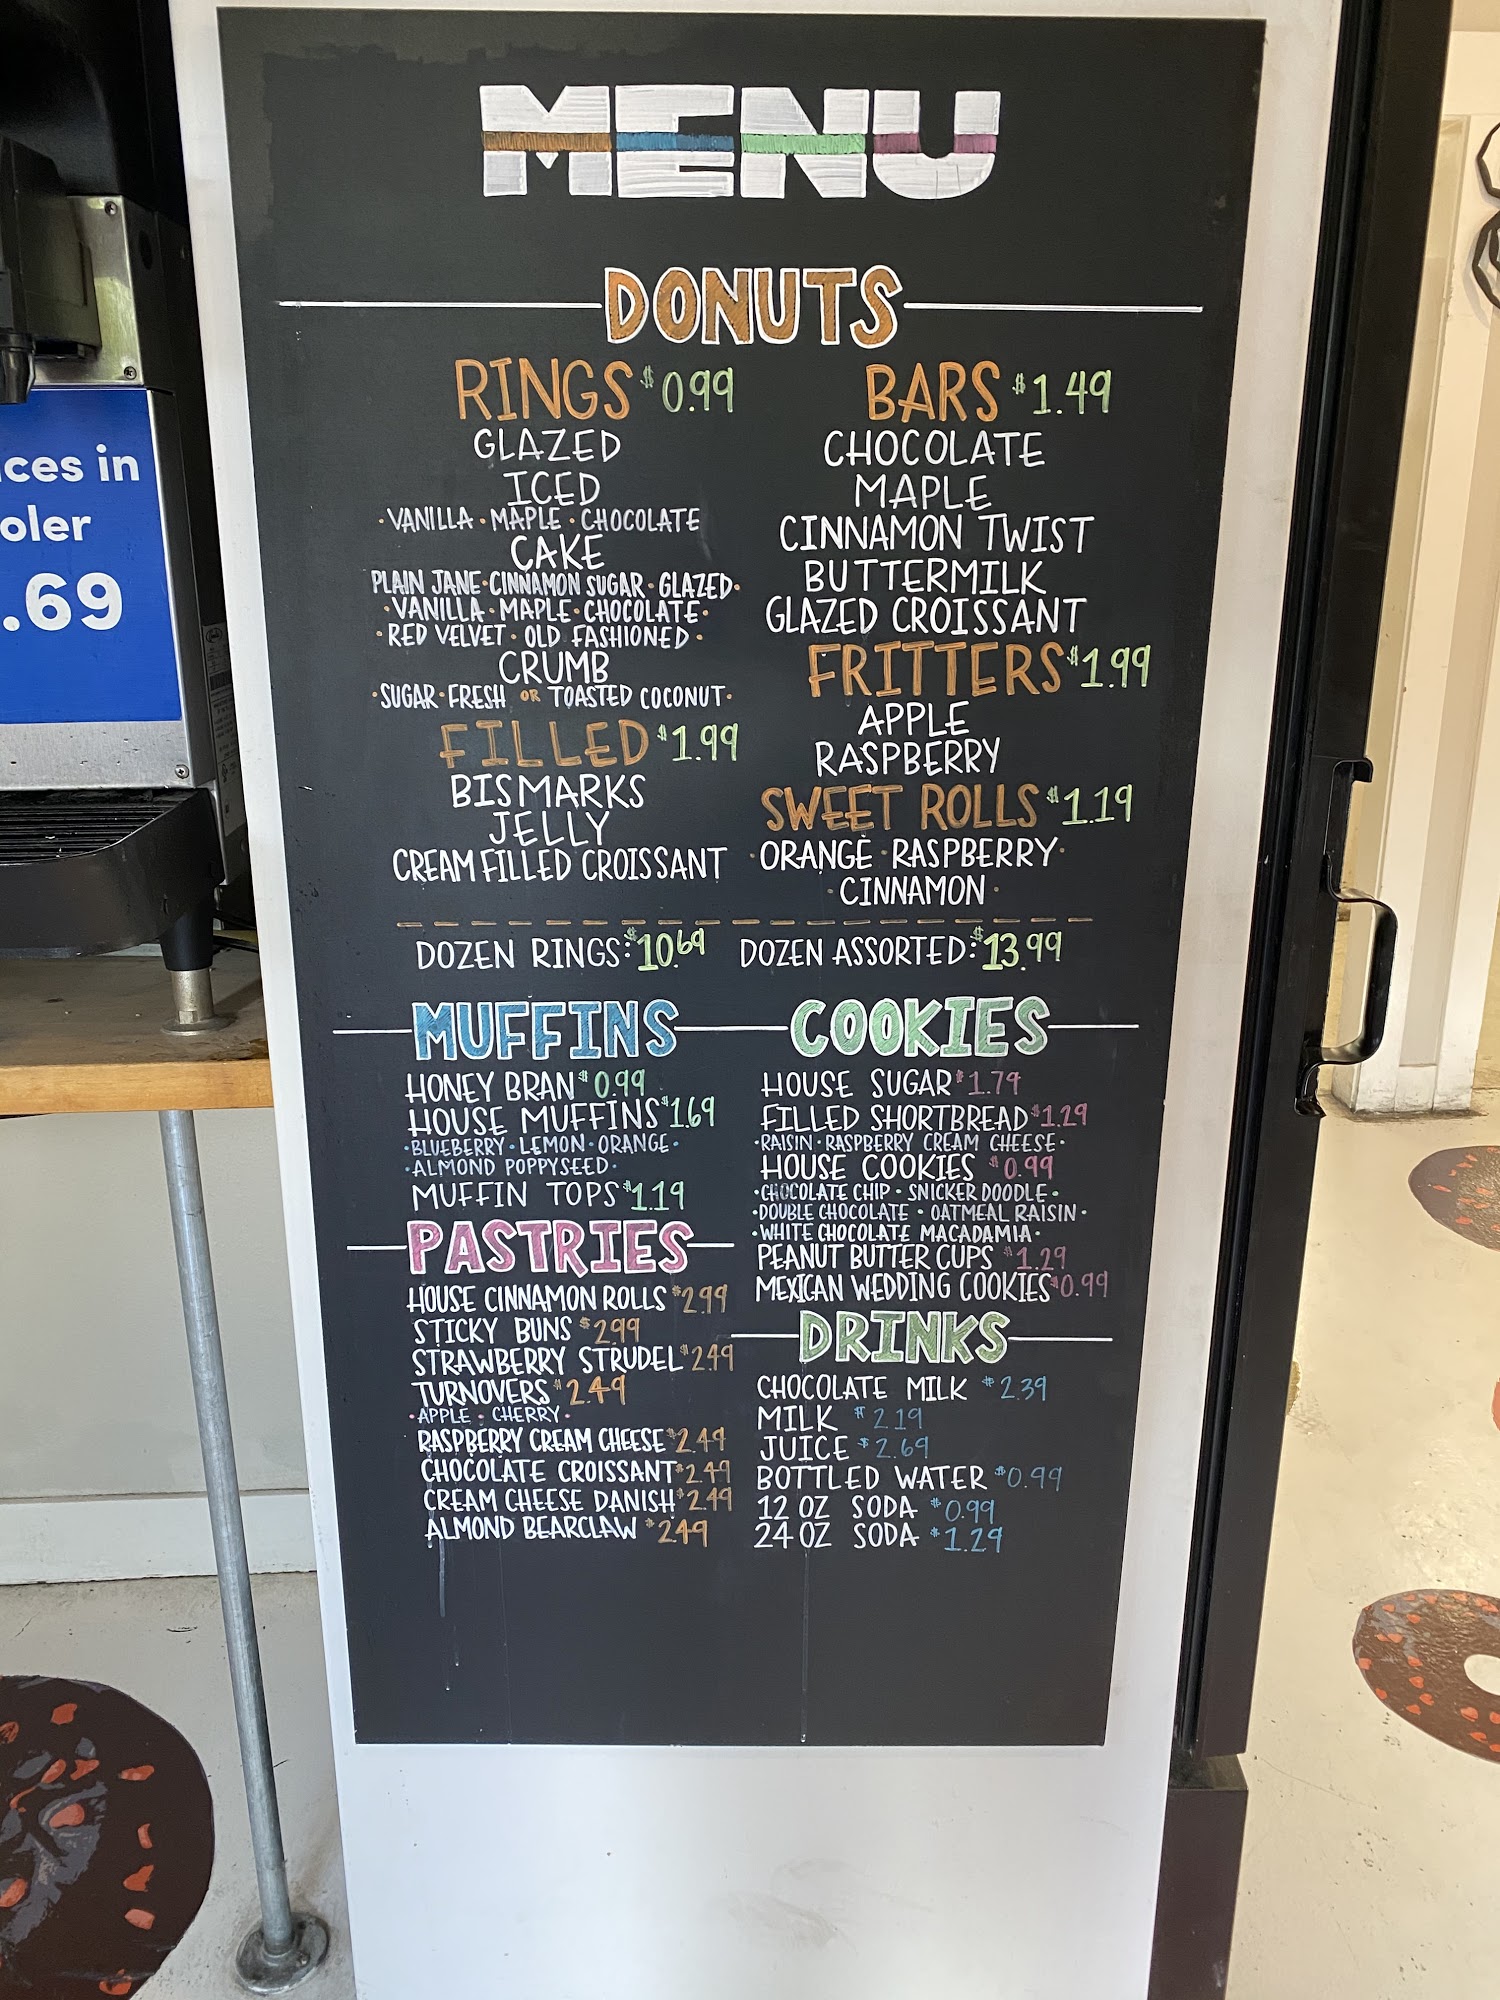 MENU
DONUTS
RINGS $0.99
GLAZED
ICED
·VANILLA·MAPLE·CHOCOLATE
CAKE
PLAIN JANE·CINNAMON SUGAR·GLAZED·
·VANILLA·MAPLE·CHOCOLATE·
·RED VELVET·OLD FASHIONED·
CRUMB
·SUGAR·FRESH OR TOASTED COCONUT·
FILLED $1.99
BISMARKS
JELLY
CREAM FILLED CROISSANT
BARS $1.49
CHOCOLATE
MAPLE
CINNAMON TWIST
BUTTERMILK
GLAZED CROISSANT
FRITTERS $1.99
APPLE
RASPBERRY
SWEET ROLLS $1.19
·ORANGE·RASPBERRY·
·CINNAMON·
DOZEN RINGS: $10.69
DOZEN ASSORTED: $13.99
MUFFINS
HONEY BRAN $0.99
HOUSE MUFFINS $1.69
·BLUEBERRY·LEMON·ORANGE·
·ALMOND POPPYSEED·
MUFFIN TOPS $1.19
PASTRIES
HOUSE CINNAMON ROLLS $2.99
STICKY BUNS $2.99
STRAWBERRY STRUDEL $2.49
TURNOVERS $2.49
·APPLE·CHERRY·
RASPBERRY CREAM CHEESE $2.49
CHOCOLATE CROISSANT $2.49
CREAM CHEESE DANISH $2.49
ALMOND BEARCLAW $2.49
COOKIES
HOUSE SUGAR $1.79
FILLED SHORTBREAD $1.29
·RAISIN·RASPBERRY CREAM CHEESE·
HOUSE COOKIES $0.99
·CHOCOLATE CHIP·SNICKER DOODLE·
·DOUBLE CHOCOLATE·OATMEAL RAISIN·
·WHITE CHOCOLATE MACADAMIA·
PEANUT BUTTER CUPS $1.29
MEXICAN WEDDING COOKIES $0.99
DRINKS
CHOCOLATE MILK $2.39
MILK $2.19
JUICE $2.69
BOTTLED WATER $0.99
12 OZ SODA $0.99
24 OZ SODA $1.29
ces in
oler
.69